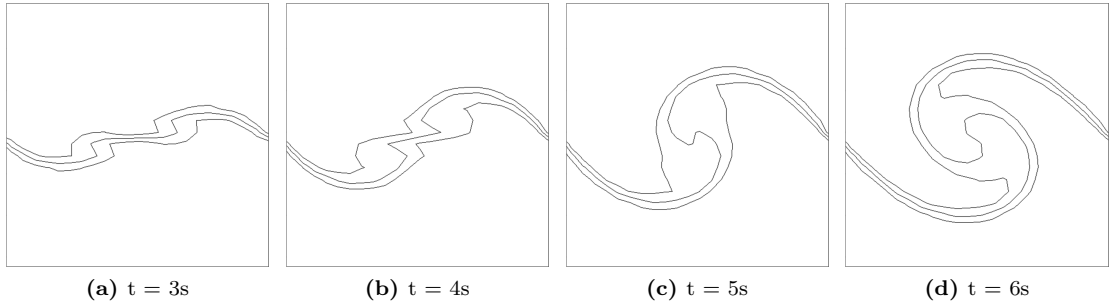 (a) t = 3s (b) t = 4s (c) t = 5s (d) t = 6s